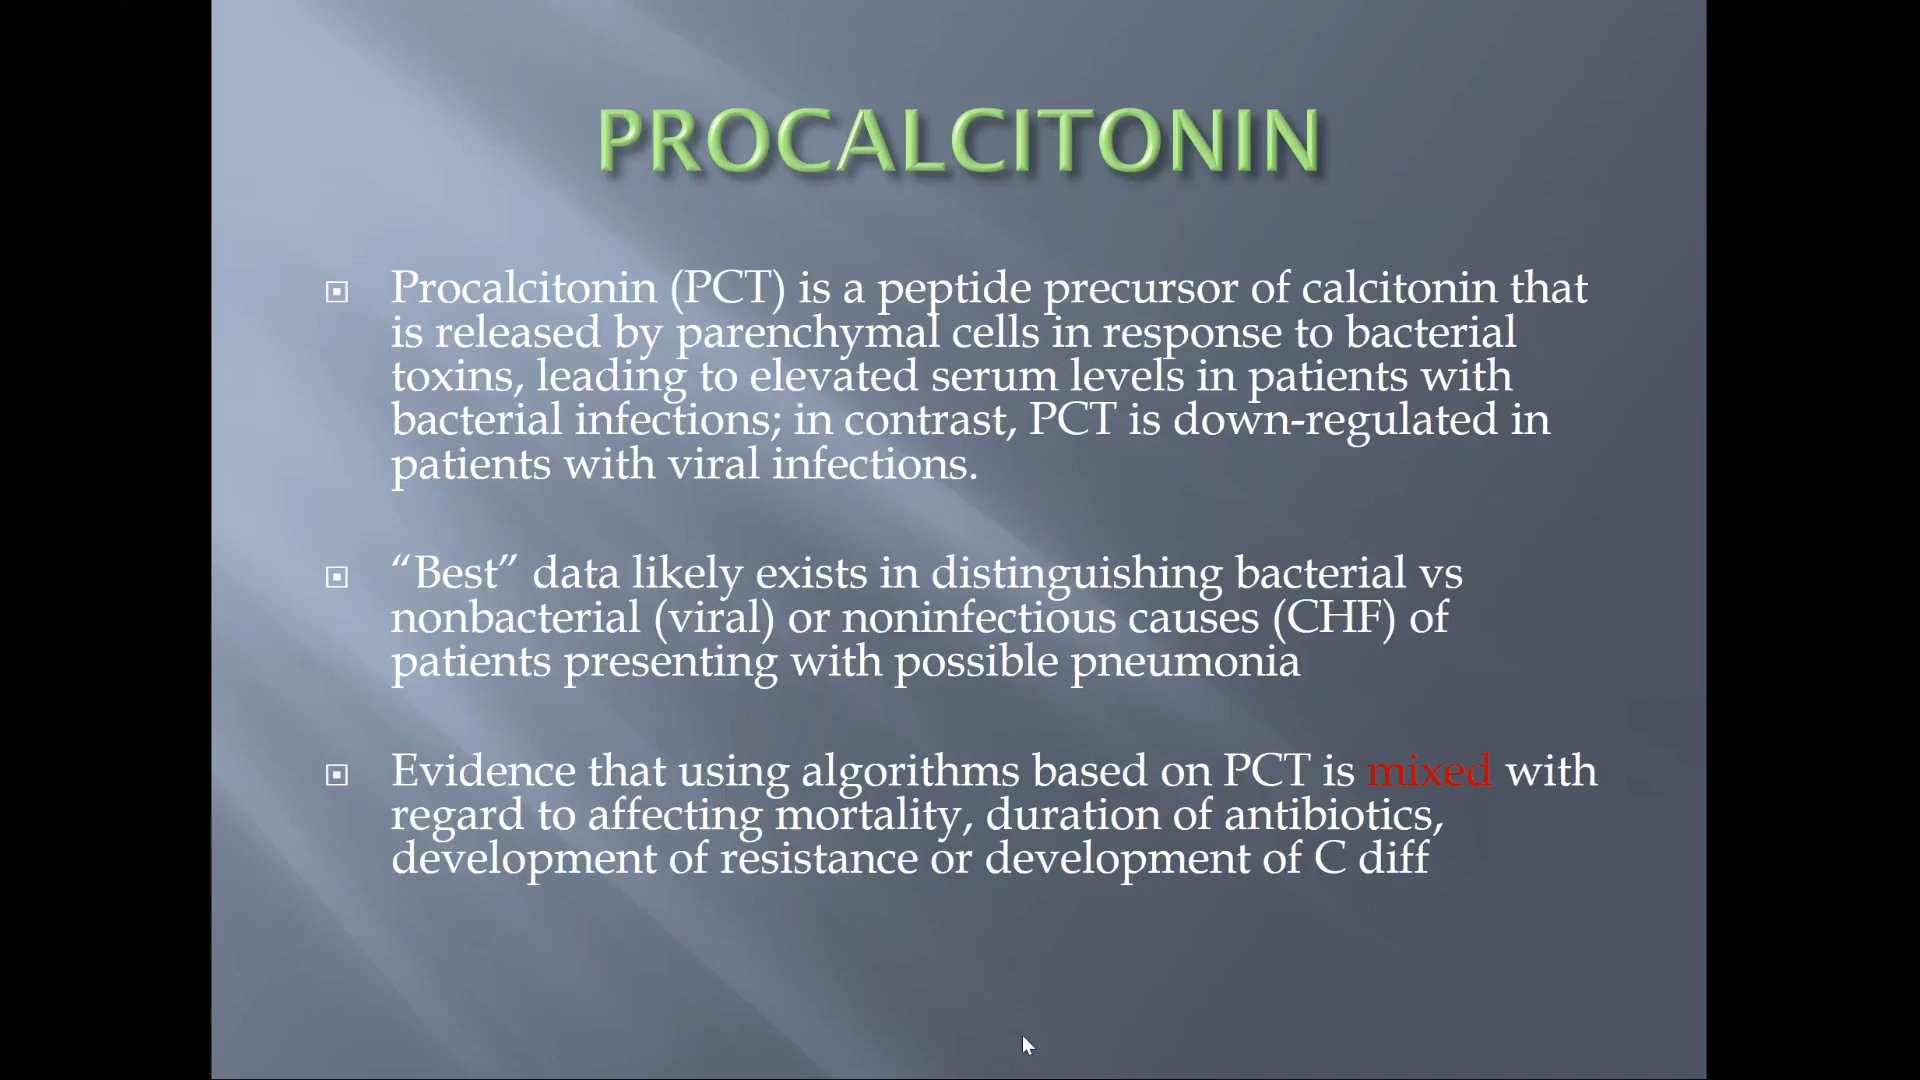 PROCALCITONIN
Procalcitonin (PCT) is a peptide precursor of calcitonin that
is released by parenchymal cells in response to bacterial
toxins, leading to elevated serum levels in patients with
bacterial infections; in contrast, PCT is down-regulated in
patients with viral infections.
“Best” data likely exists in distinguishing bacterial vs
nonbacterial (viral) or noninfectious causes (CHF) of
patients presenting with possible pneumonia
Evidence that using algorithms based on PCT is mixed with
regard to affecting mortality, duration of antibiotics,
development of resistance or development of C diff